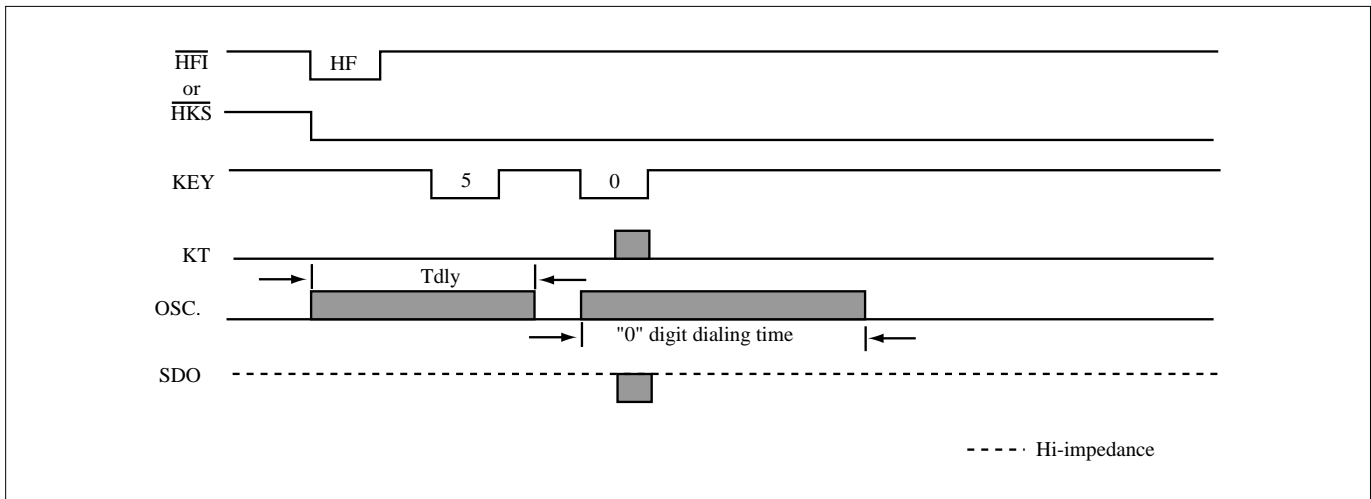 HFI HF
or
HKS
KEY 5 0
KT
Tdly
OSC.
"0" digit dialing time
SDO
Hi-impedance